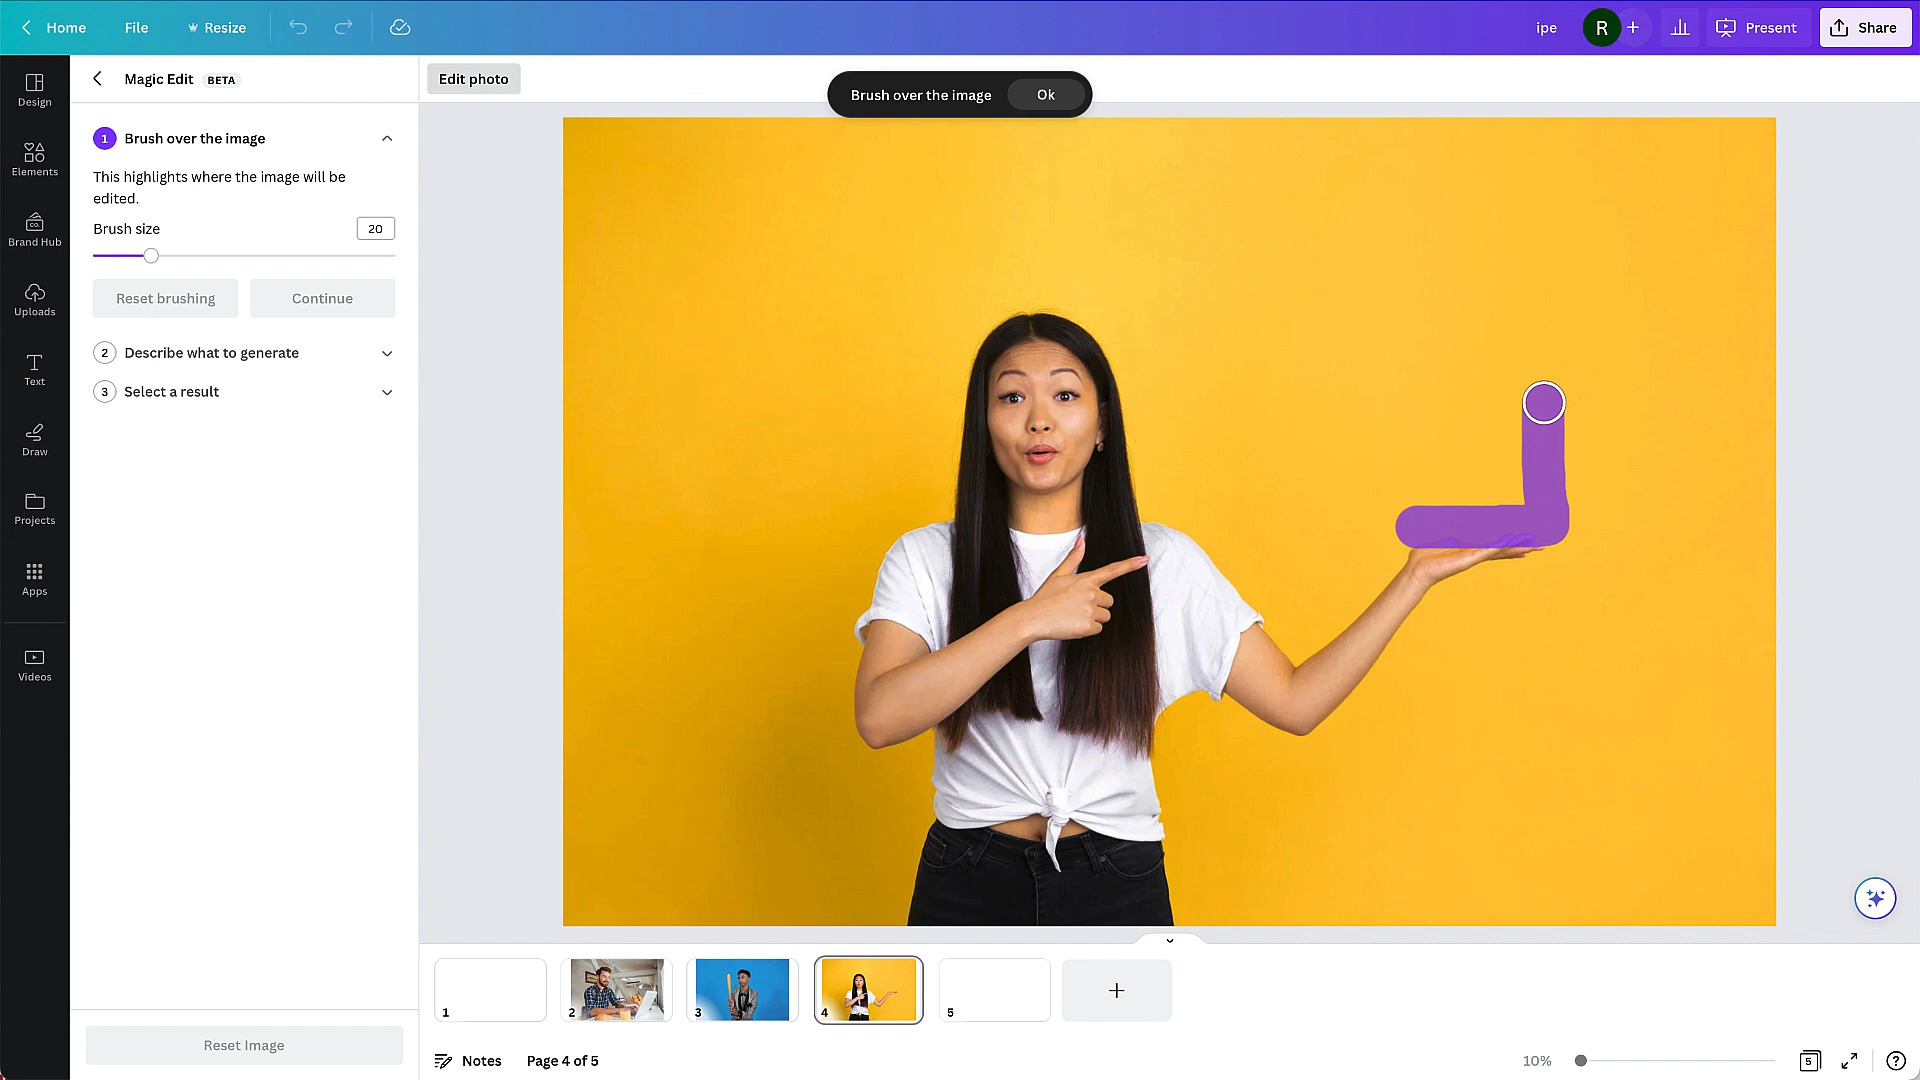 Home
File
Resize
ipe
R
Present
Share
Design
Elements
CO.
Brand Hub
Uploads
Text
Draw
Projects
Apps
Videos
Magic Edit BETA
1 Brush over the image
This highlights where the image will be
edited.
Brush size
20
Reset brushing
Continue
2 Describe what to generate
3 Select a result
Reset Image
Edit photo
Brush over the image
Ok
1
2
3
4
5
Notes
Page 4 of 5
10%
5
?